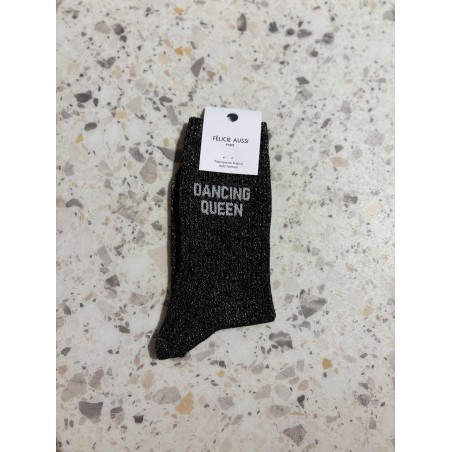 FÉLICIE AUSSI
PARIS
DANCING
QUEEN